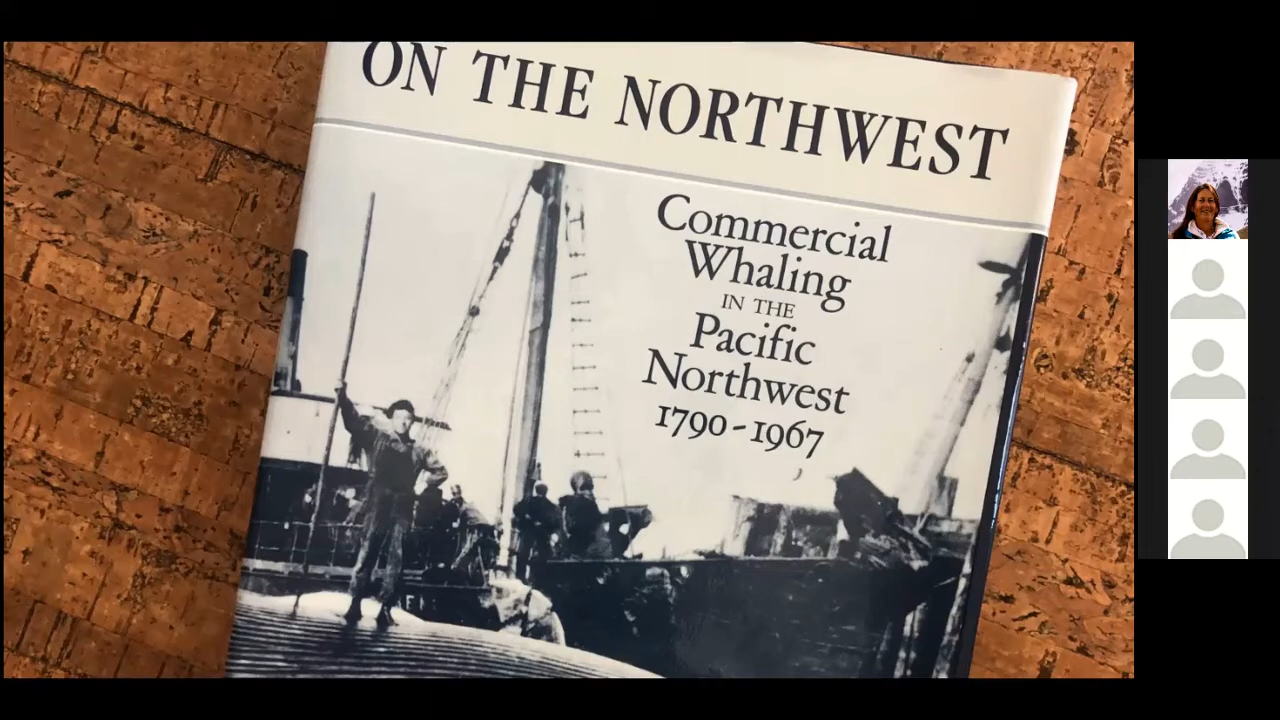 ON THE NORTHWEST
Commercial
Whaling
IN THE
Pacific
Northwest
1790-1967